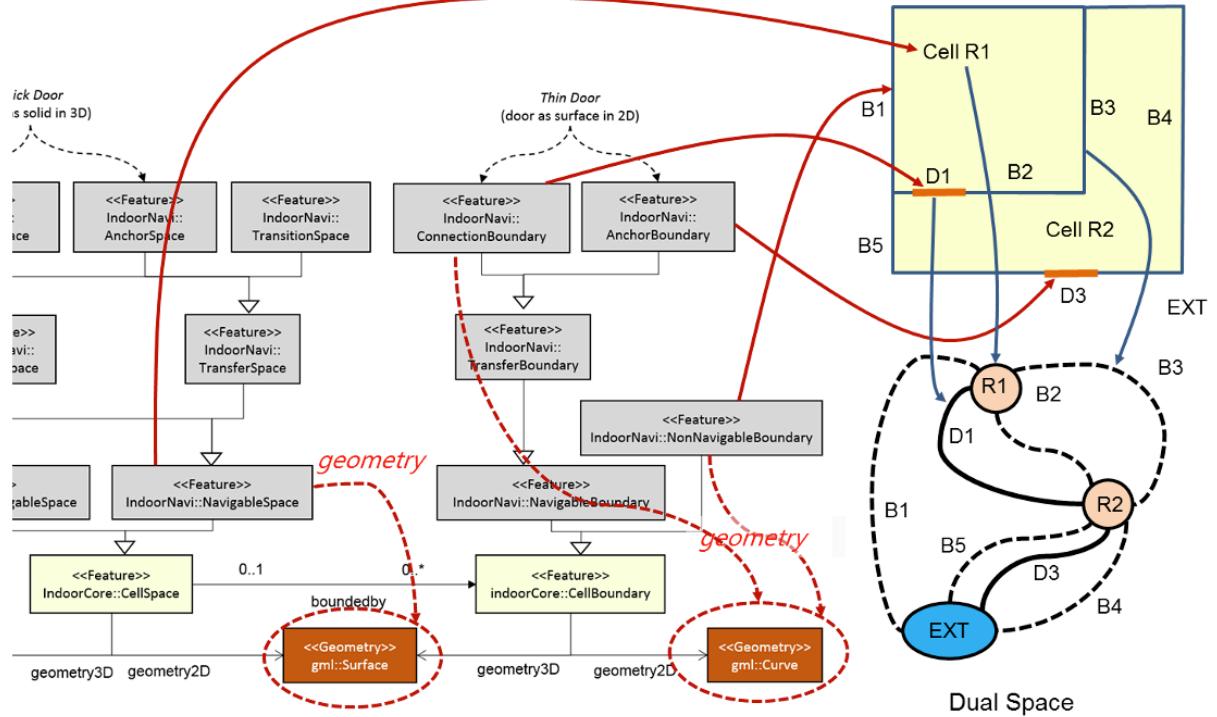 ick Door
s solid in 3D)
Thin Door
(door as surface in 2D)
ace
<<Feature>>
IndoorNavi::
AnchorSpace
<<Feature>>
IndoorNavi::
TransitionSpace
<<Feature>>
IndoorNavi::
ConnectionBoundary
<<Feature>>
IndoorNavi::
AnchorBoundary
e>>
vi::
pace
<<Feature>>
IndoorNavi::
TransferSpace
<<Feature>>
IndoorNavi::
TransferBoundary
<<Feature>>
IndoorNavi::NonNavigableBoundary
e>>
vigableSpace
<<Feature>>
IndoorNavi::NavigableSpace
geometry
<<Feature>>
IndoorNavi::NavigableBoundary
geometry
<<Feature>>
IndoorCore::CellSpace
0..1
0..*
boundedby
<<Feature>>
indoorCore::CellBoundary
<<Geometry>>
gml::Surface
<<Geometry>>
gml::Curve
geometry3D
geometry2D
geometry3D
geometry2D
Cell R1
B1
B3
B4
D1
B2
B5
Cell R2
D3
EXT
R1
B2
B3
D1
R2
B1
B5
D3
B4
EXT
Dual Space